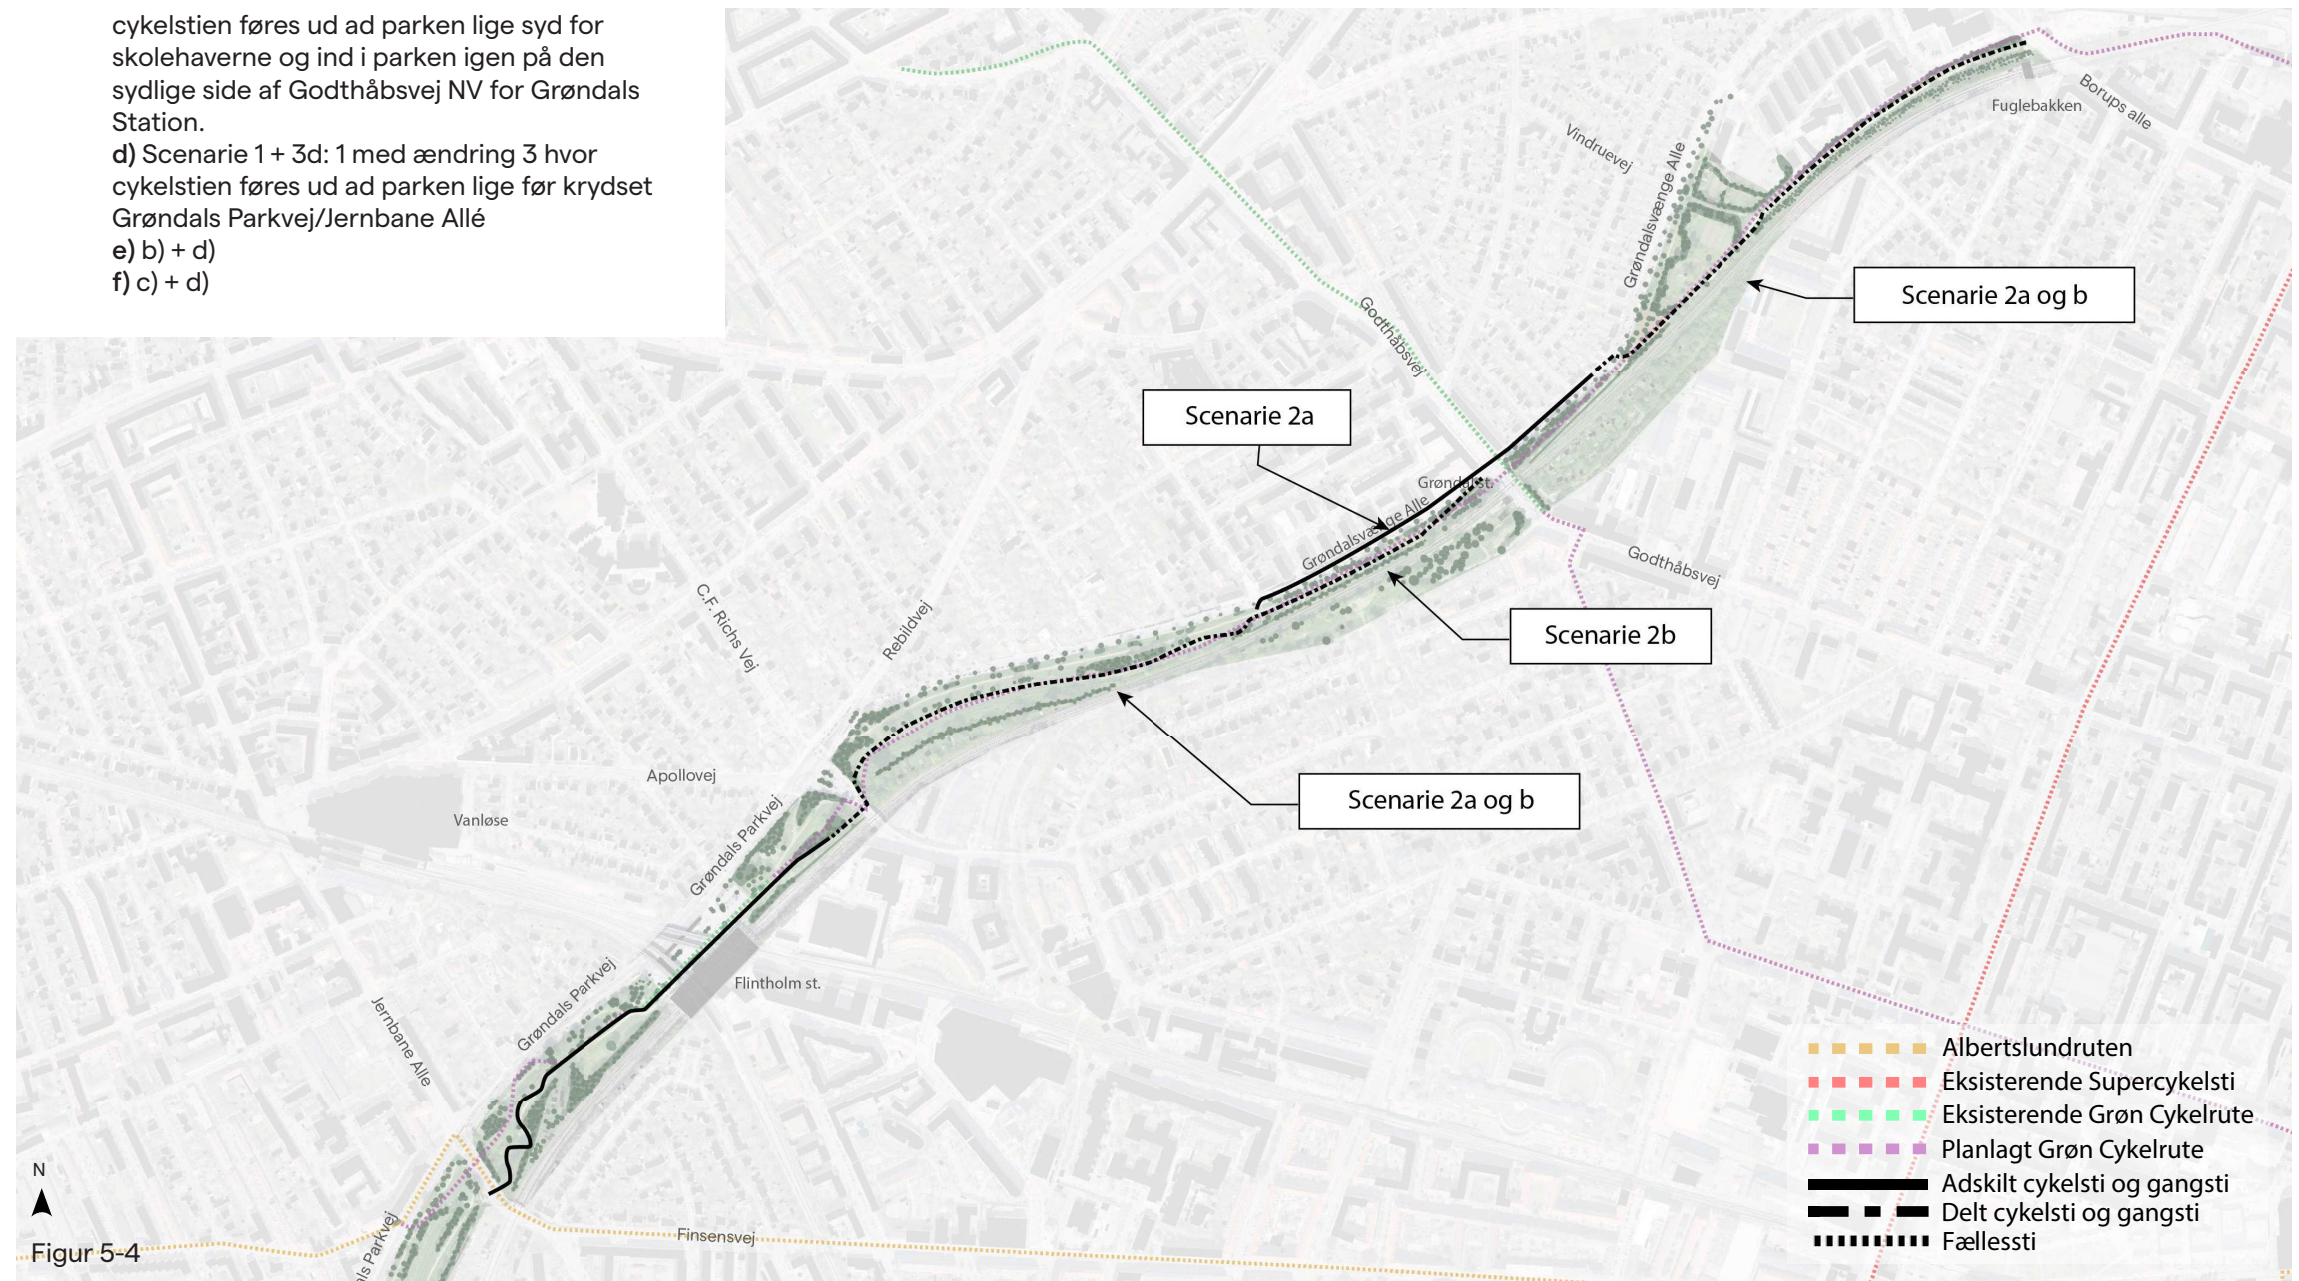 cykelstien føres ud ad parken lige syd for
skolehaverne og ind i parken igen på den
sydlige side af Godthåbsvej NV for Grøndals
Station.
d) Scenarie 1 + 3d: 1 med ændring 3 hvor
cykelstien føres ud ad parken lige før krydset
Grøndals Parkvej/Jernbane Allé
e) b) + d)
f) c) + d)
Borups alle
Fuglebakken
Vindruevej
Grøndalsvænge Alle
Scenarie 2a og b
Godthåbsvej
Scenarie 2a
Grøndal st.
Grøndalsvænge Alle
Godthåbsvej
C.F. Richs Vej
Rebildvej
Scenarie 2b
Apollovej
Scenarie 2a og b
Vanløse
Grøndals Parkvej
Flintholm st.
Grøndals Parkvej
Jernbane Alle
Albertslundruten
Eksisterende Supercykelsti
Eksisterende Grøn Cykelrute
Planlagt Grøn Cykelrute
Adskilt cykelsti og gangsti
Delt cykelsti og gangsti
Fællessti
N
Finsensvej
ls Parkvej
Figur 5-4